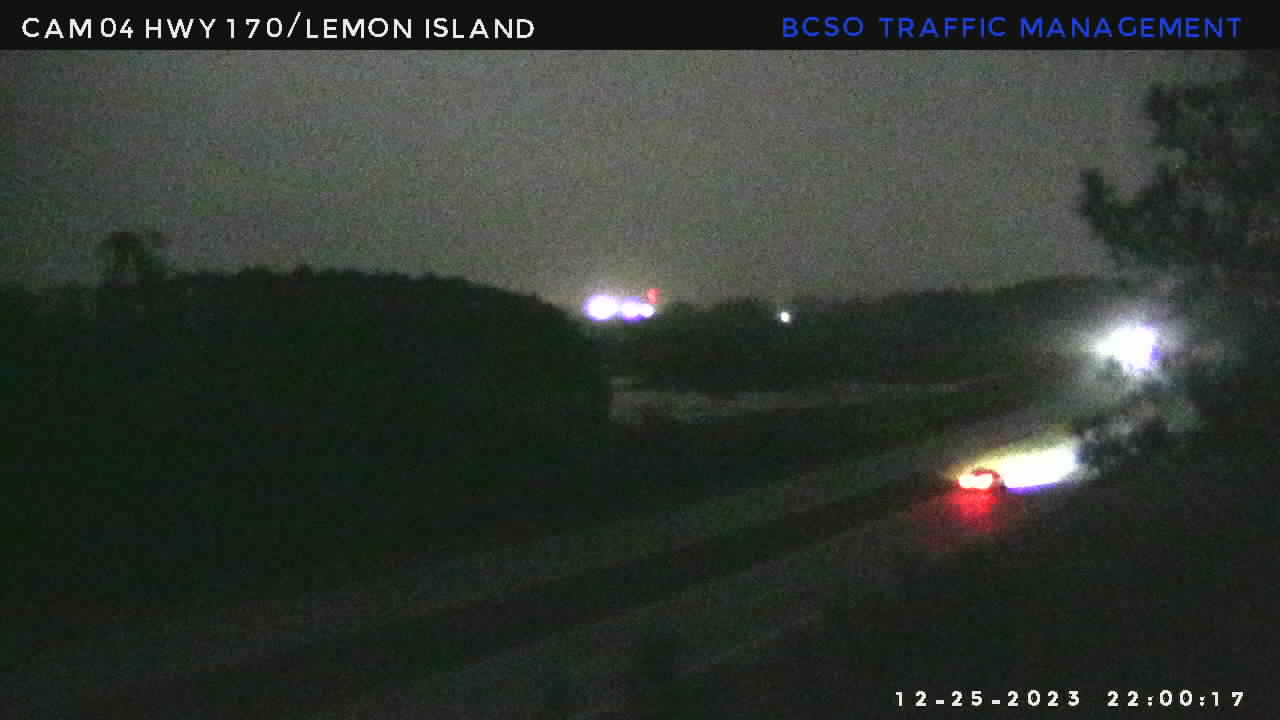 CAM04 HWY 170/LEMON ISLAND
BCSO TRAFFIC MANAGEMENT
12-25-2023 22:00:17